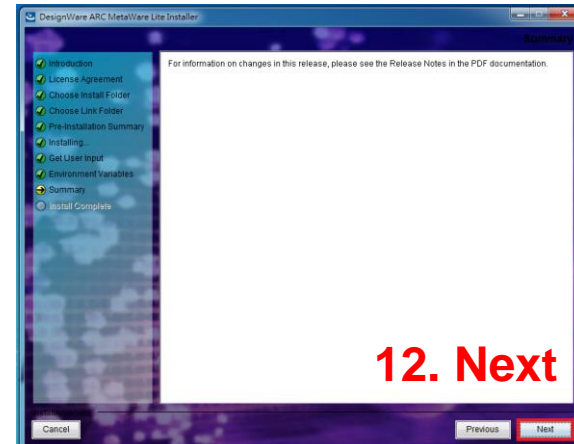 DesignWare ARC MetaWare Lite Installer
Summary
Introduction
License Agreement
Choose Install Folder
Choose Link Folder
Pre-Installation Summary
Installing...
Get User Input
Environment Variables
Summary
Install Complete
For information on changes in this release, please see the Release Notes in the PDF documentation.
12. Next
Cancel
Previous
Next